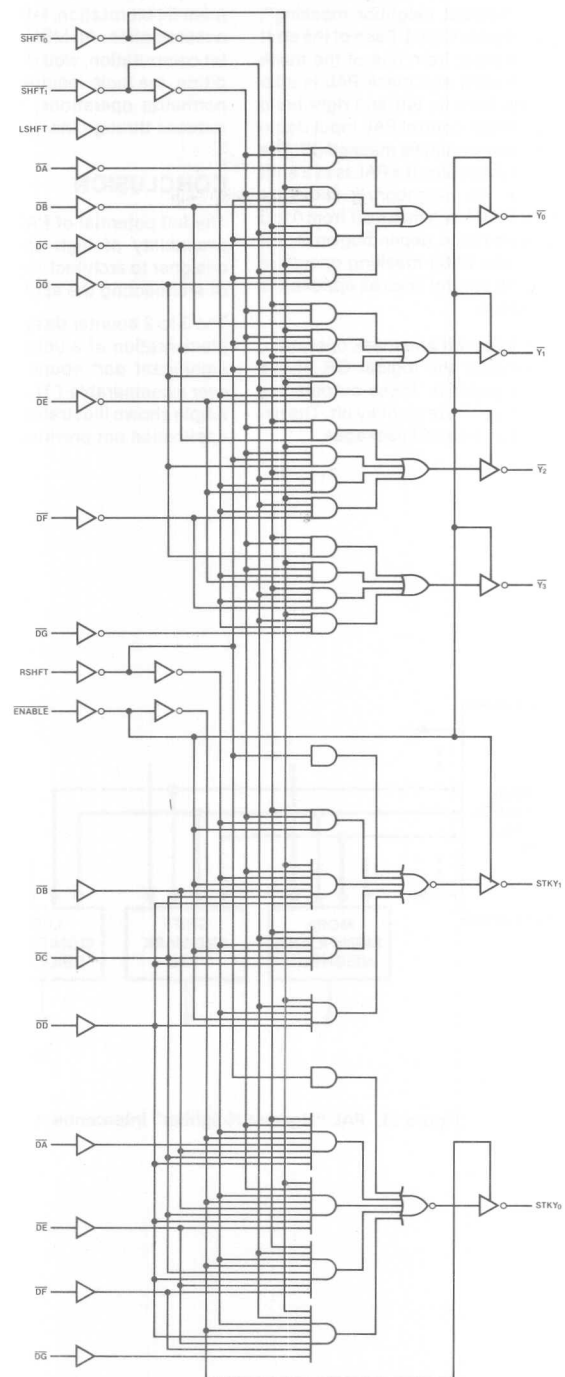 SHFT₀
SHFT₁
LSHFT
DA
DB
Y₀
DC
DD
Y₁
DE
Y₂
DF
Y₃
DG
RSHFT
ENABLE
DB
STKY₁
DC
DD
DA
DE
STKY₀
DF
DG